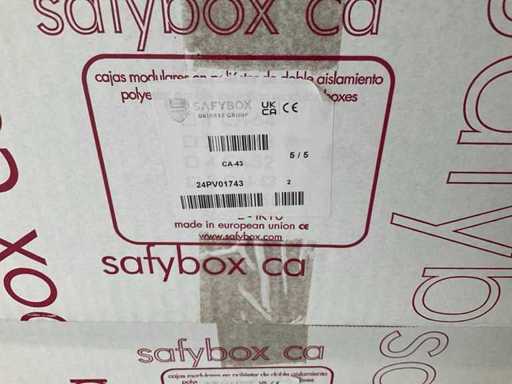 safybox ca
cajas modulares en poliéster de doble aislamiento
polye boxes
SAFYBOX UK CA CE
UNINVEST GROUP
CA-43 5 / 5
24PV01743 2
made in european union CE
www.safybox.com
safybox ca
safybox ca
cajas modulares en poliéster de doble aislamiento